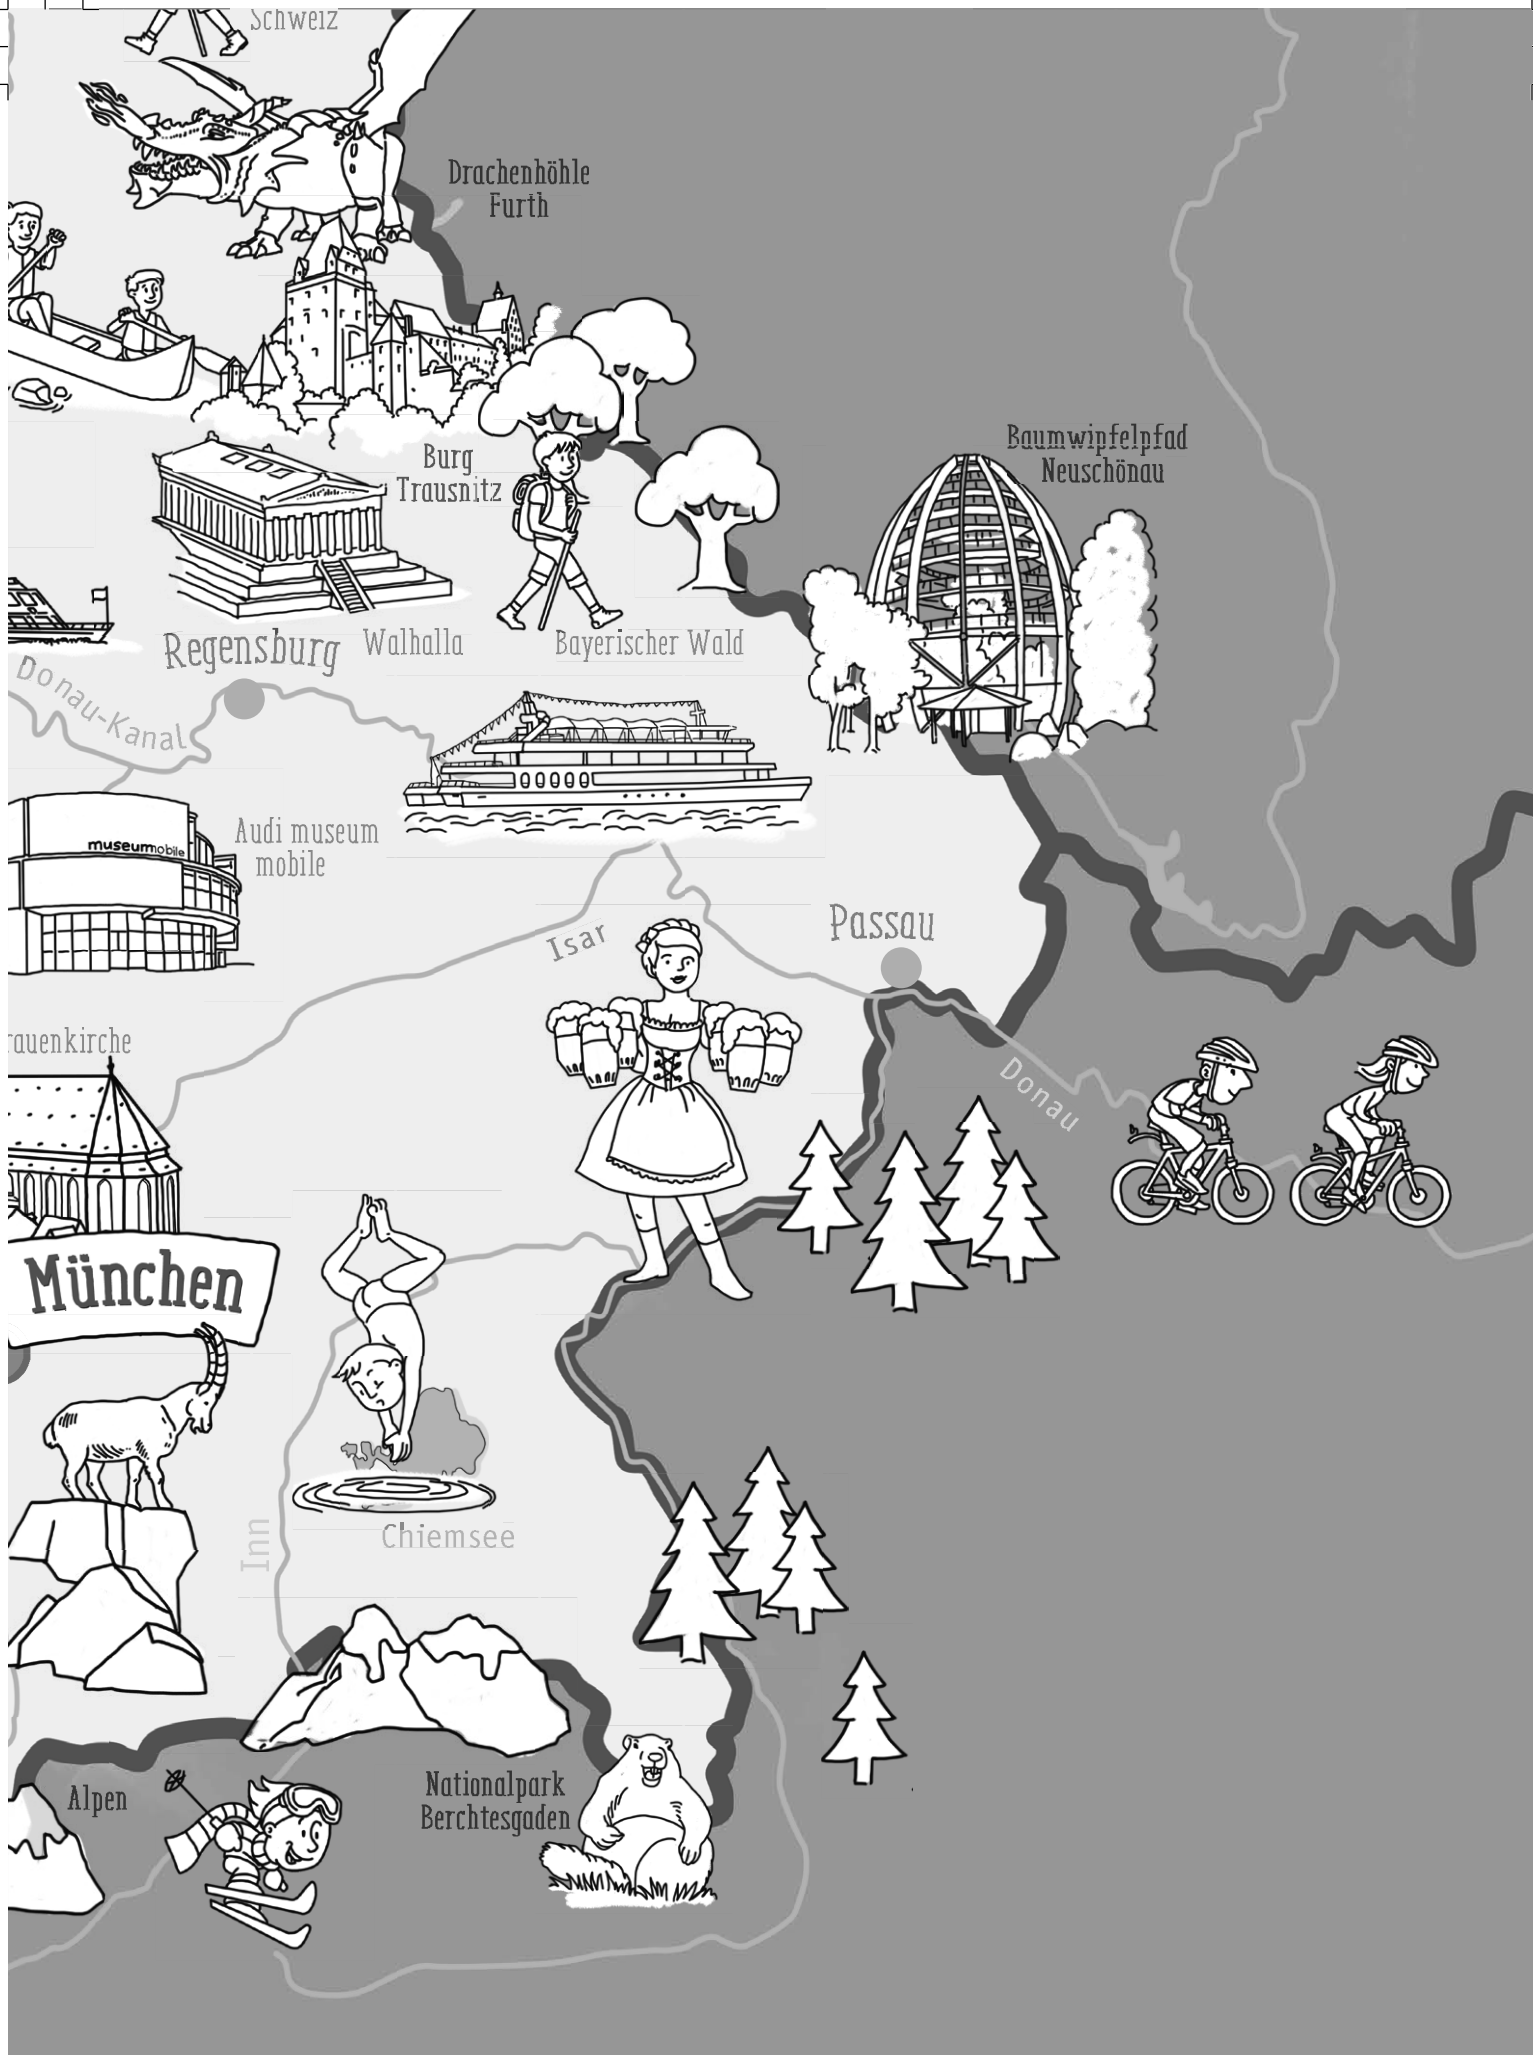 Schweiz
Drachenhöhle
Furth
Baumwipfelpfad
Neuschönau
Burg
Trausnitz
Regensburg
Walhalla
Bayerischer Wald
Donau-Kanal
museummobile
Audi museum
mobile
Passau
Isar
rauenkirche
Donau
München
Inn
Chiemsee
Alpen
Nationalpark
Berchtesgaden